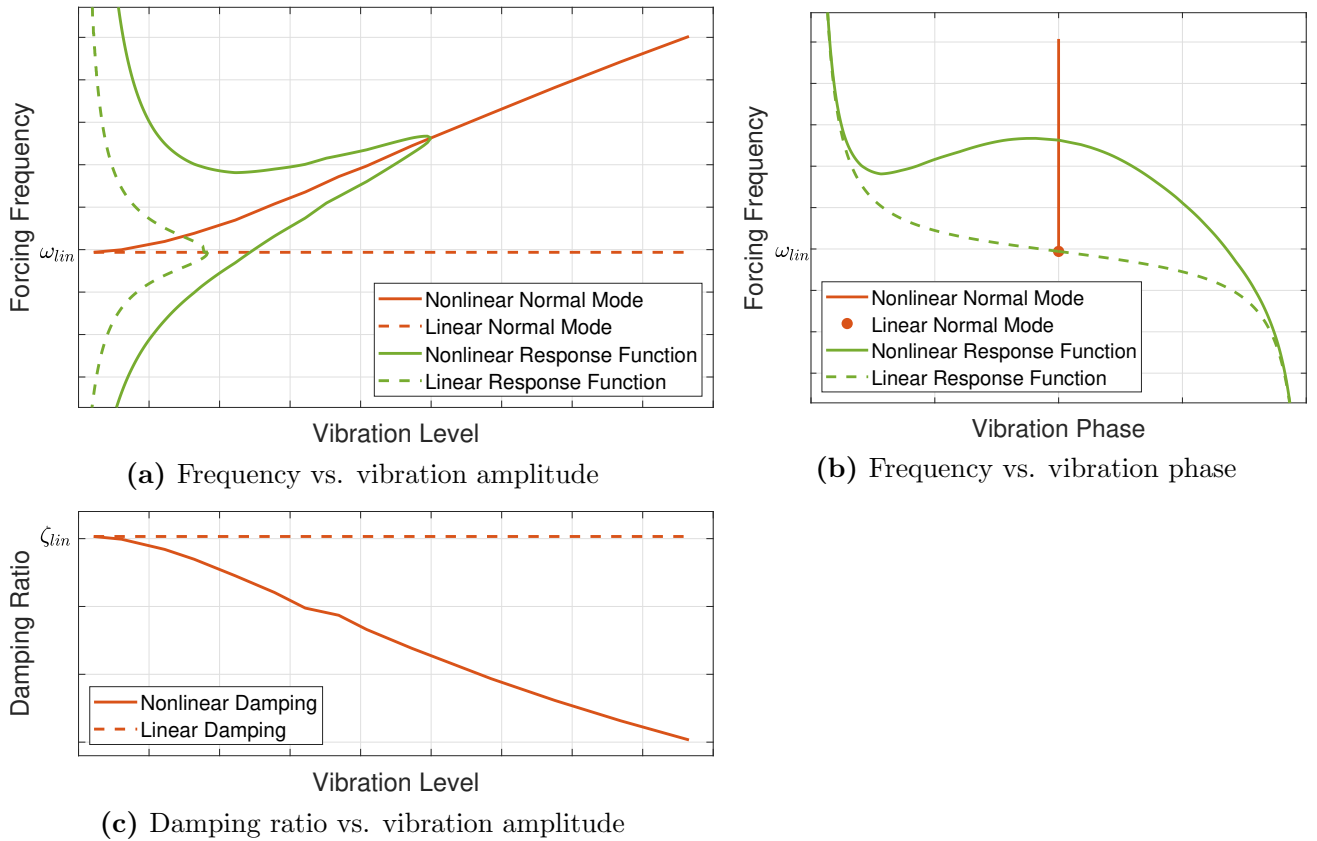 Forcing Frequency
ω_lin
Nonlinear Normal Mode
Linear Normal Mode
Nonlinear Response Function
Linear Response Function
Vibration Level
(a) Frequency vs. vibration amplitude
Forcing Frequency
ω_lin
Nonlinear Normal Mode
Linear Normal Mode
Nonlinear Response Function
Linear Response Function
Vibration Phase
(b) Frequency vs. vibration phase
Damping Ratio
ζ_lin
Nonlinear Damping
Linear Damping
Vibration Level
(c) Damping ratio vs. vibration amplitude